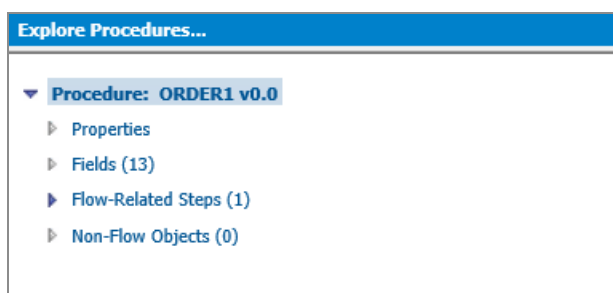 Explore Procedures...
Procedure: ORDER1 v0.0
Properties
Fields (13)
Flow-Related Steps (1)
Non-Flow Objects (0)